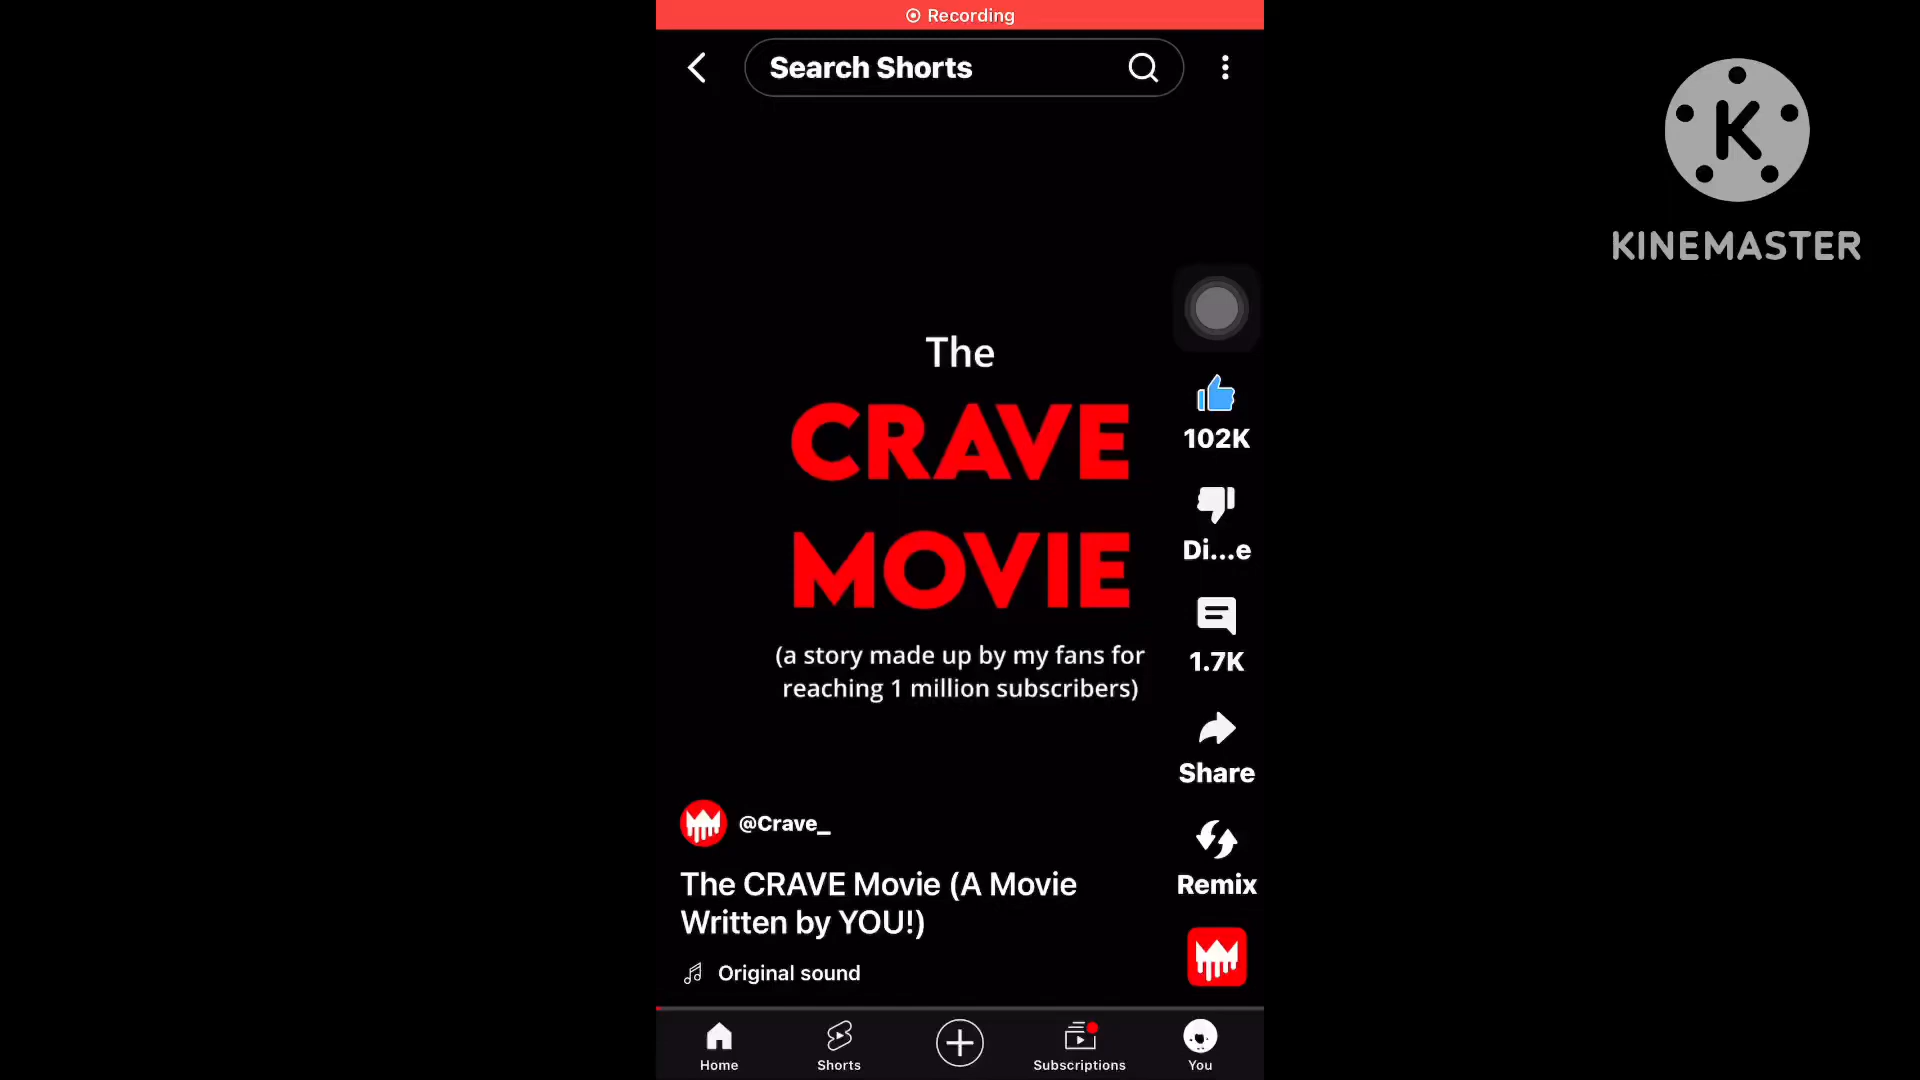 Recording
Search Shorts
KINEMASTER
The
CRAVE
MOVIE
(a story made up by my fans for
reaching 1 million subscribers)
102K
Di...e
1.7K
Share
Remix
@Crave_
The CRAVE Movie (A Movie
Written by YOU!)
Original sound
Home
Shorts
Subscriptions
You